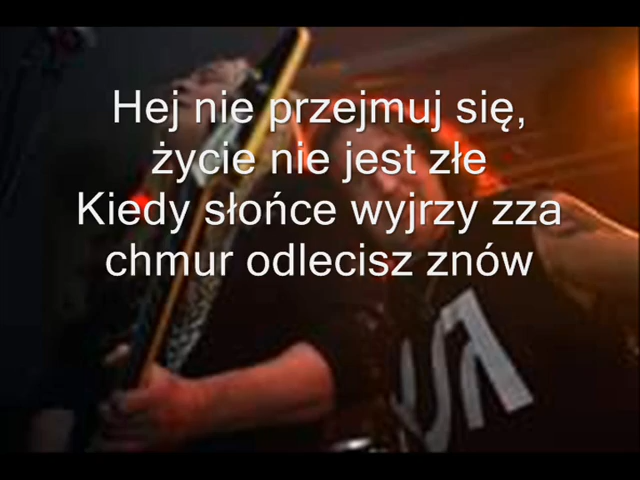 Hej nie przejmuj się,
życie nie jest złe
Kiedy słońce wyjrzy zza
chmur odlecisz znów